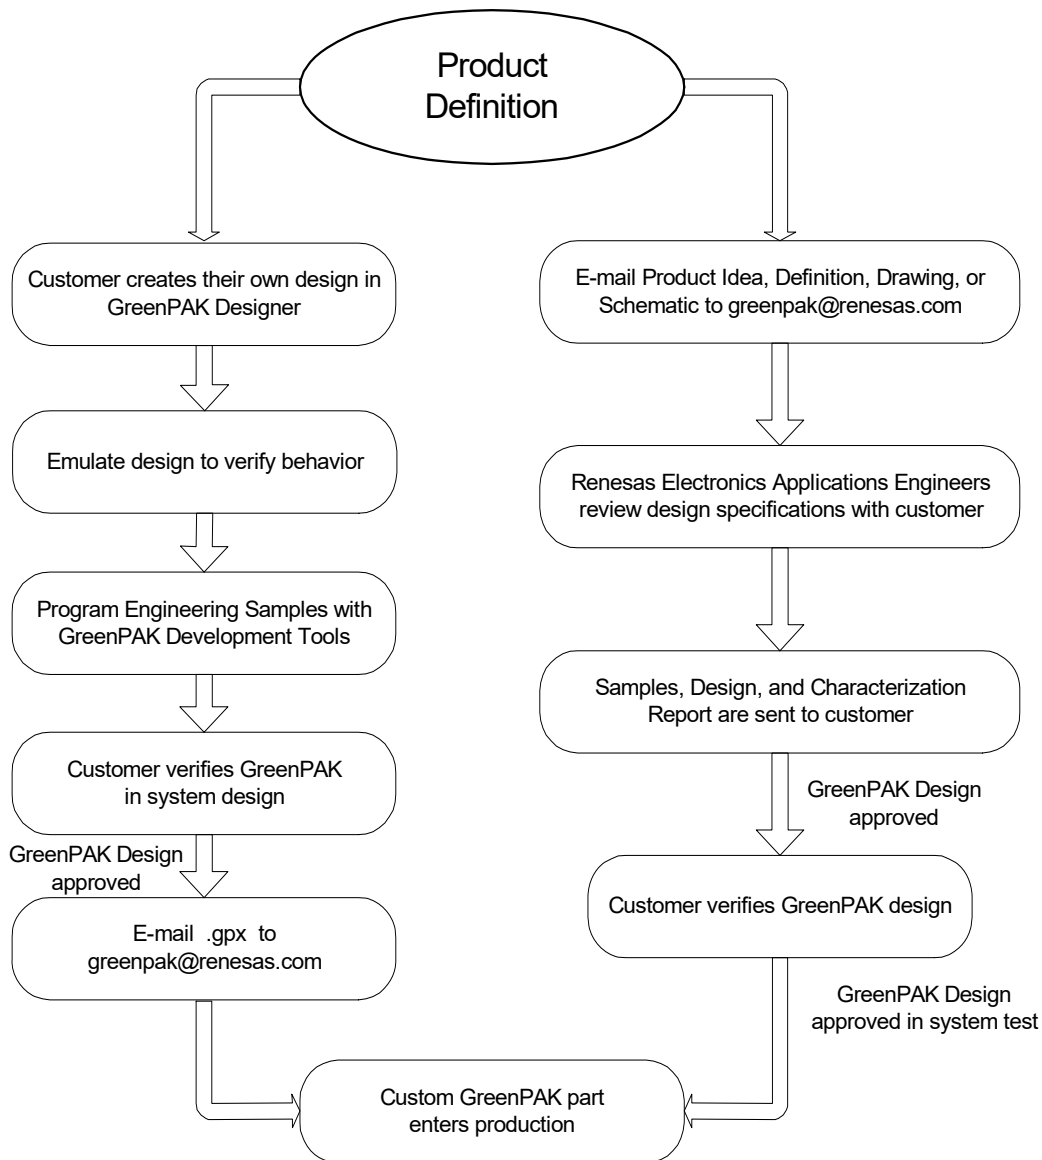 Product
Definition
Customer creates their own design in
GreenPAK Designer
Emulate design to verify behavior
Program Engineering Samples with
GreenPAK Development Tools
Customer verifies GreenPAK
in system design
GreenPAK Design
approved
E-mail .gpx to
greenpak@renesas.com
E-mail Product Idea, Definition, Drawing, or
Schematic to greenpak@renesas.com
Renesas Electronics Applications Engineers
review design specifications with customer
Samples, Design, and Characterization
Report are sent to customer
GreenPAK Design
approved
Customer verifies GreenPAK design
GreenPAK Design
approved in system test
Custom GreenPAK part
enters production